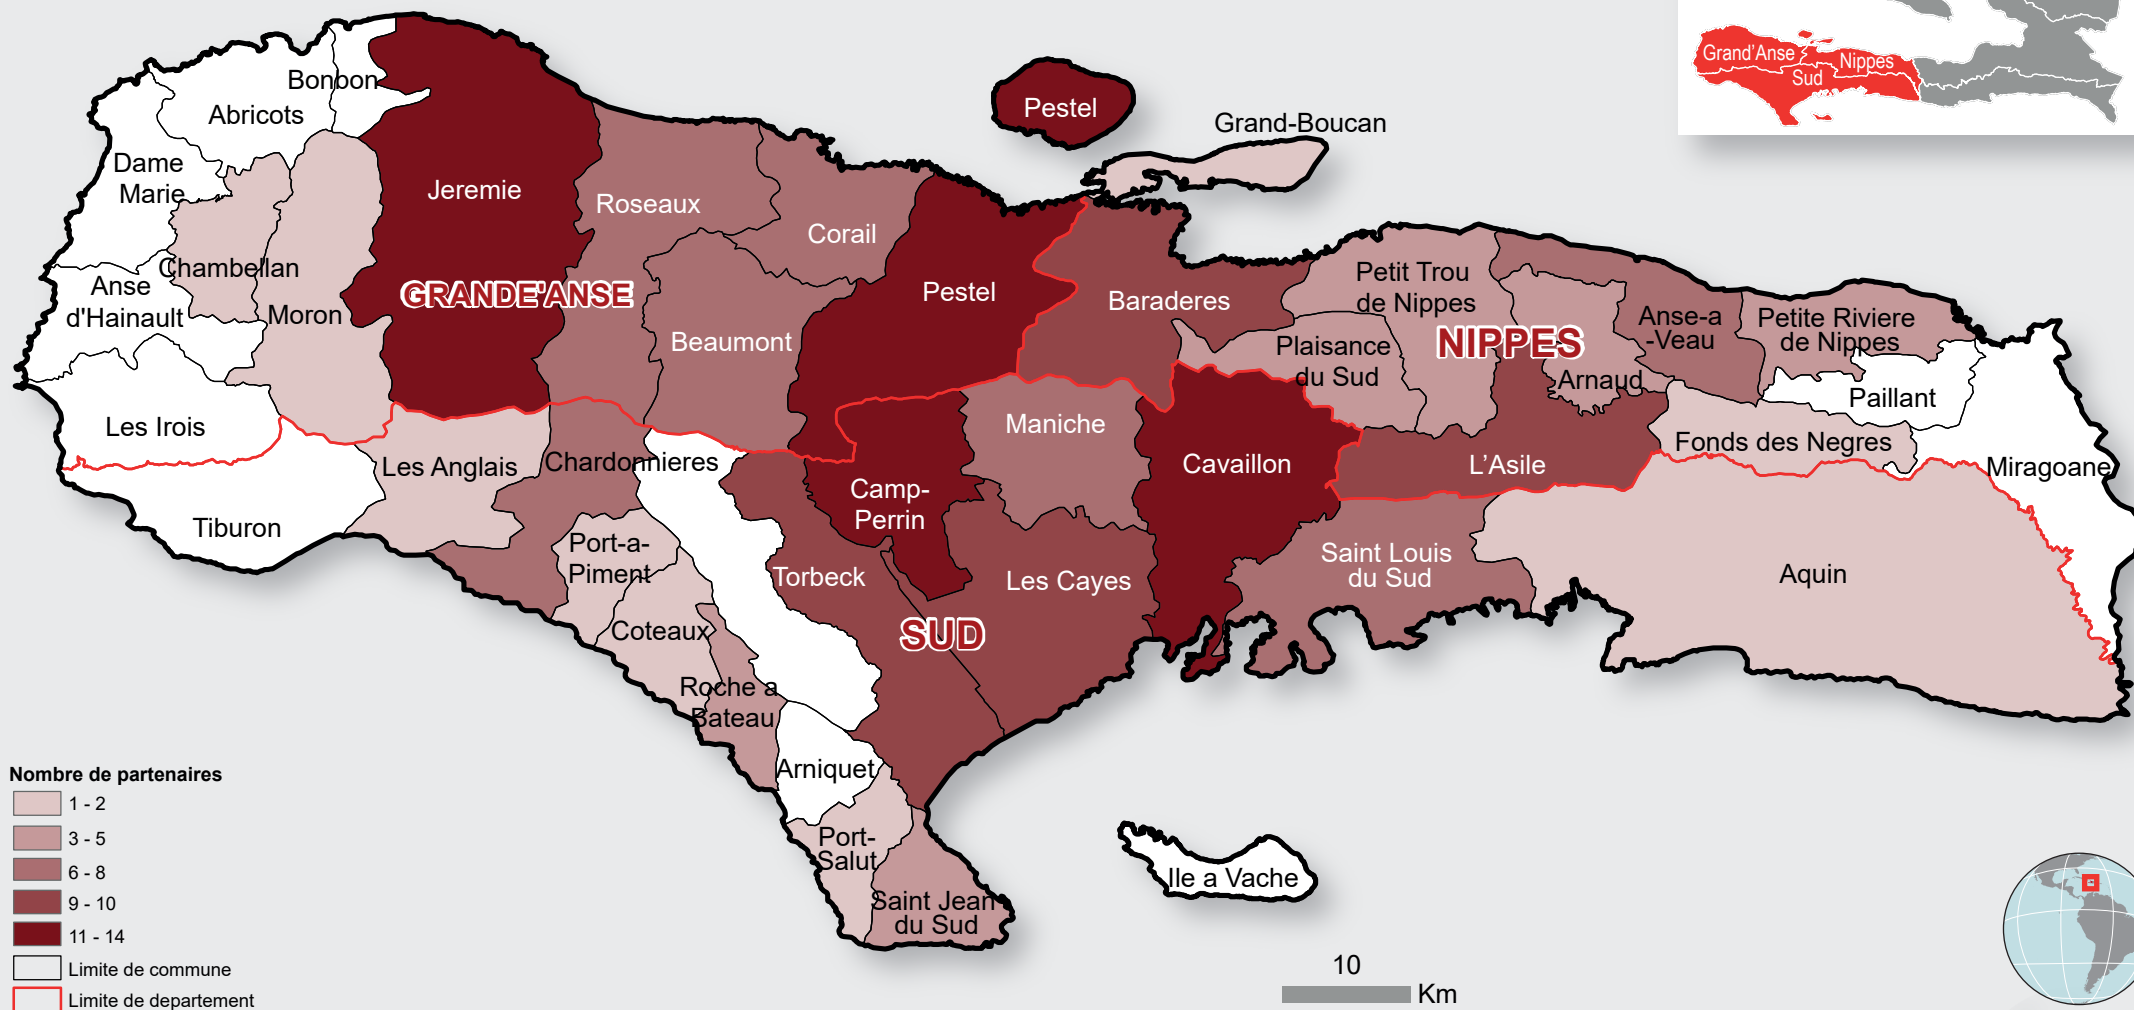 Grand'Anse
Nippes
Sud
Bonbon
Abricots
Dame
Marie
Jeremie
Pestel
Grand-Boucan
Roseaux
Corail
Chambellan
Anse
d'Hainault
Moron
GRANDE'ANSE
Beaumont
Pestel
Baraderes
Petit Trou
de Nippes
Plaisance
du Sud
NIPPES
Arnaud
Anse-a
-Veau
Petite Riviere
de Nippes
Paillant
Les Irois
Fonds des Negres
Miragoane
Maniche
Cavaillon
L'Asile
Les Anglais
Chardonnieres
Camp-
Perrin
Tiburon
Port-a-
Piment
Torbeck
Les Cayes
Saint Louis
du Sud
Aquin
Coteaux
SUD
Roche a
Bateau
Arniquet
Port-
Salut
Saint Jean
du Sud
Ile a Vache
Nombre de partenaires
1 - 2
3 - 5
6 - 8
9 - 10
11 - 14
Limite de commune
Limite de departement
10
Km